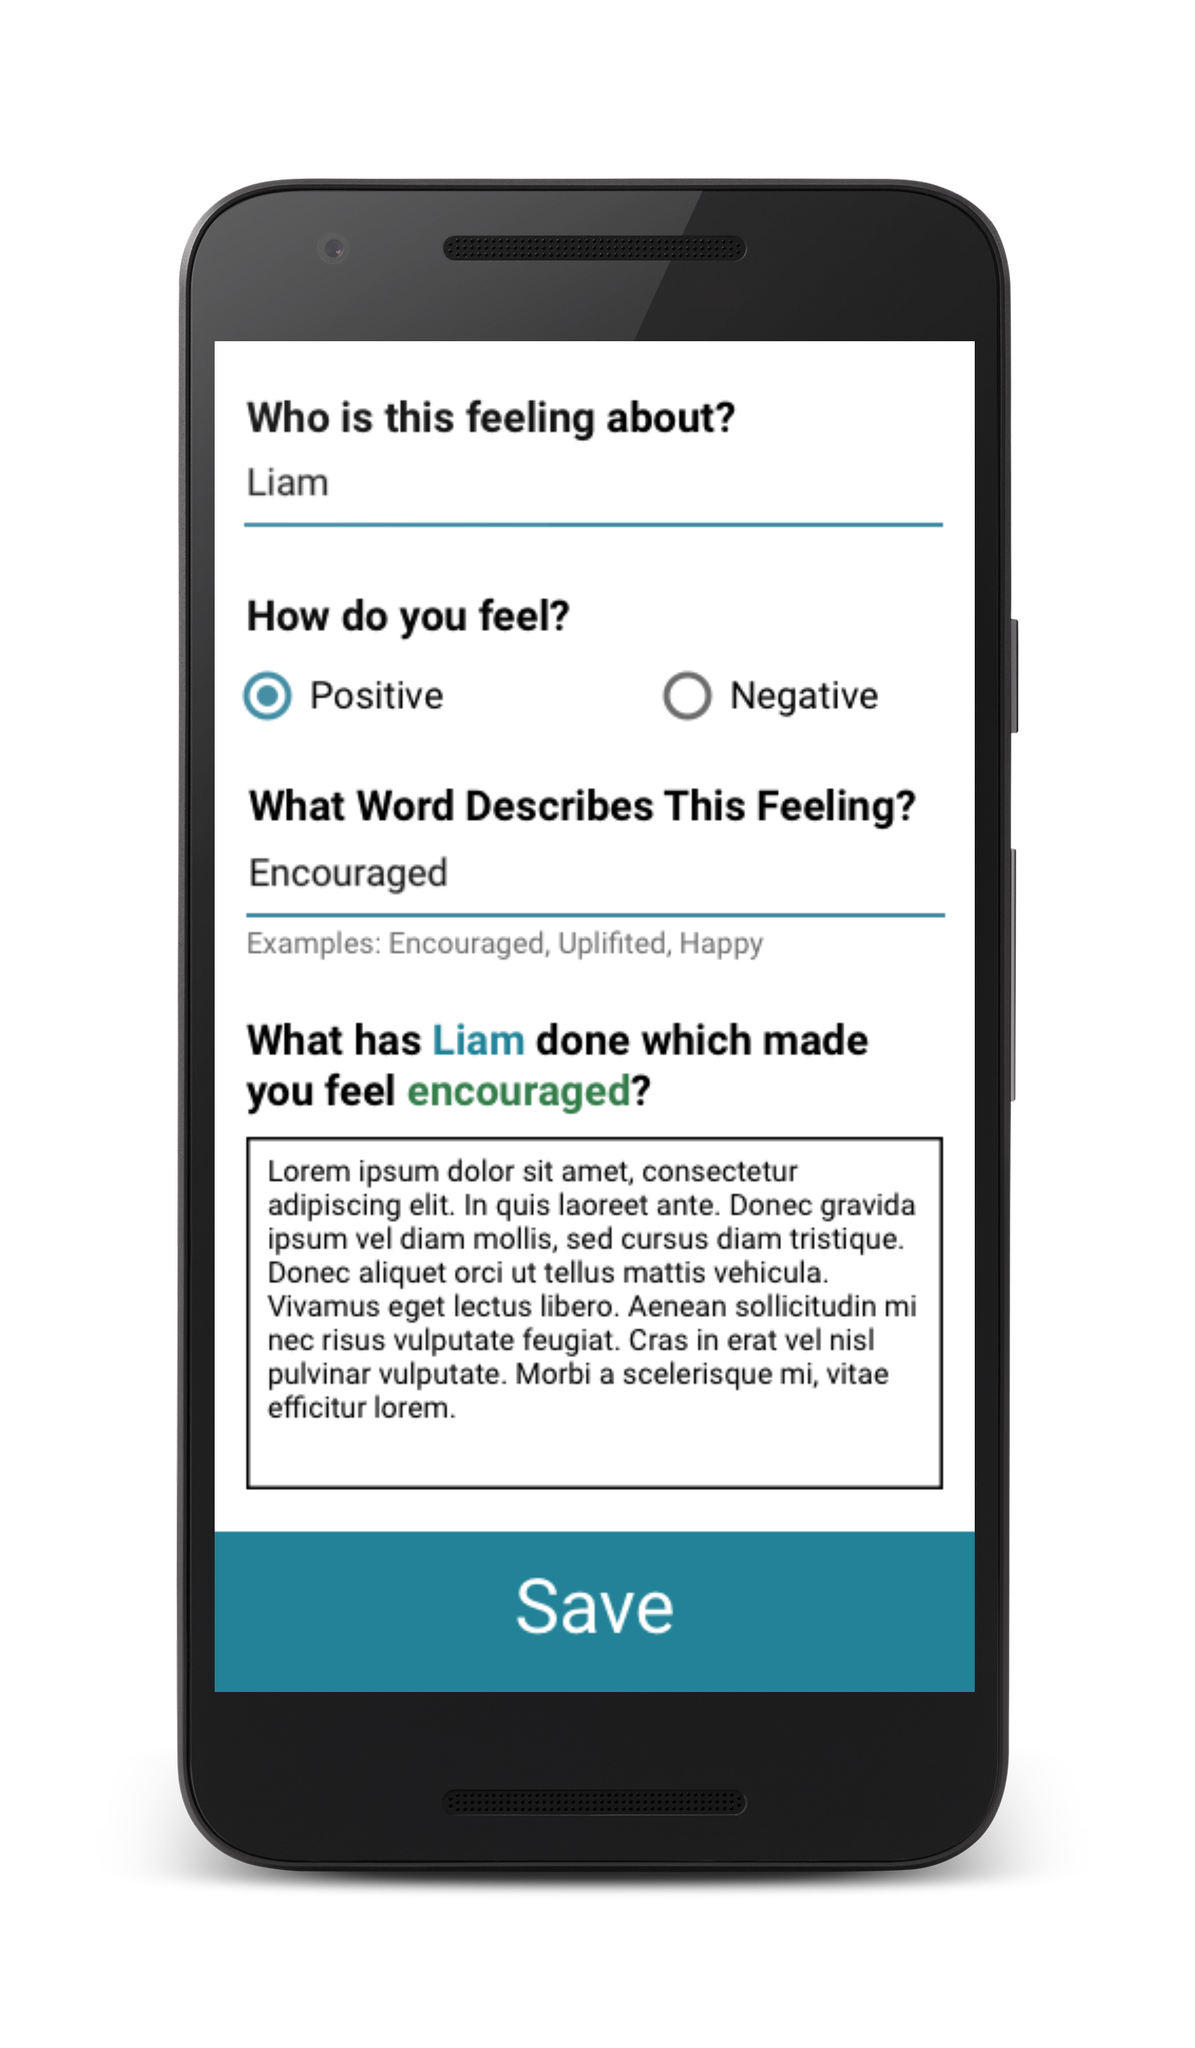 Who is this feeling about?
Liam
How do you feel?
Positive Negative
What Word Describes This Feeling?
Encouraged
Examples: Encouraged, Uplifited, Happy
What has Liam done which made
you feel encouraged?
Lorem ipsum dolor sit amet, consectetur
adipiscing elit. In quis laoreet ante. Donec gravida
ipsum vel diam mollis, sed cursus diam tristique.
Donec aliquet orci ut tellus mattis vehicula.
Vivamus eget lectus libero. Aenean sollicitudin mi
nec risus vulputate feugiat. Cras in erat vel nisl
pulvinar vulputate. Morbi a scelerisque mi, vitae
efficitur lorem.
Save